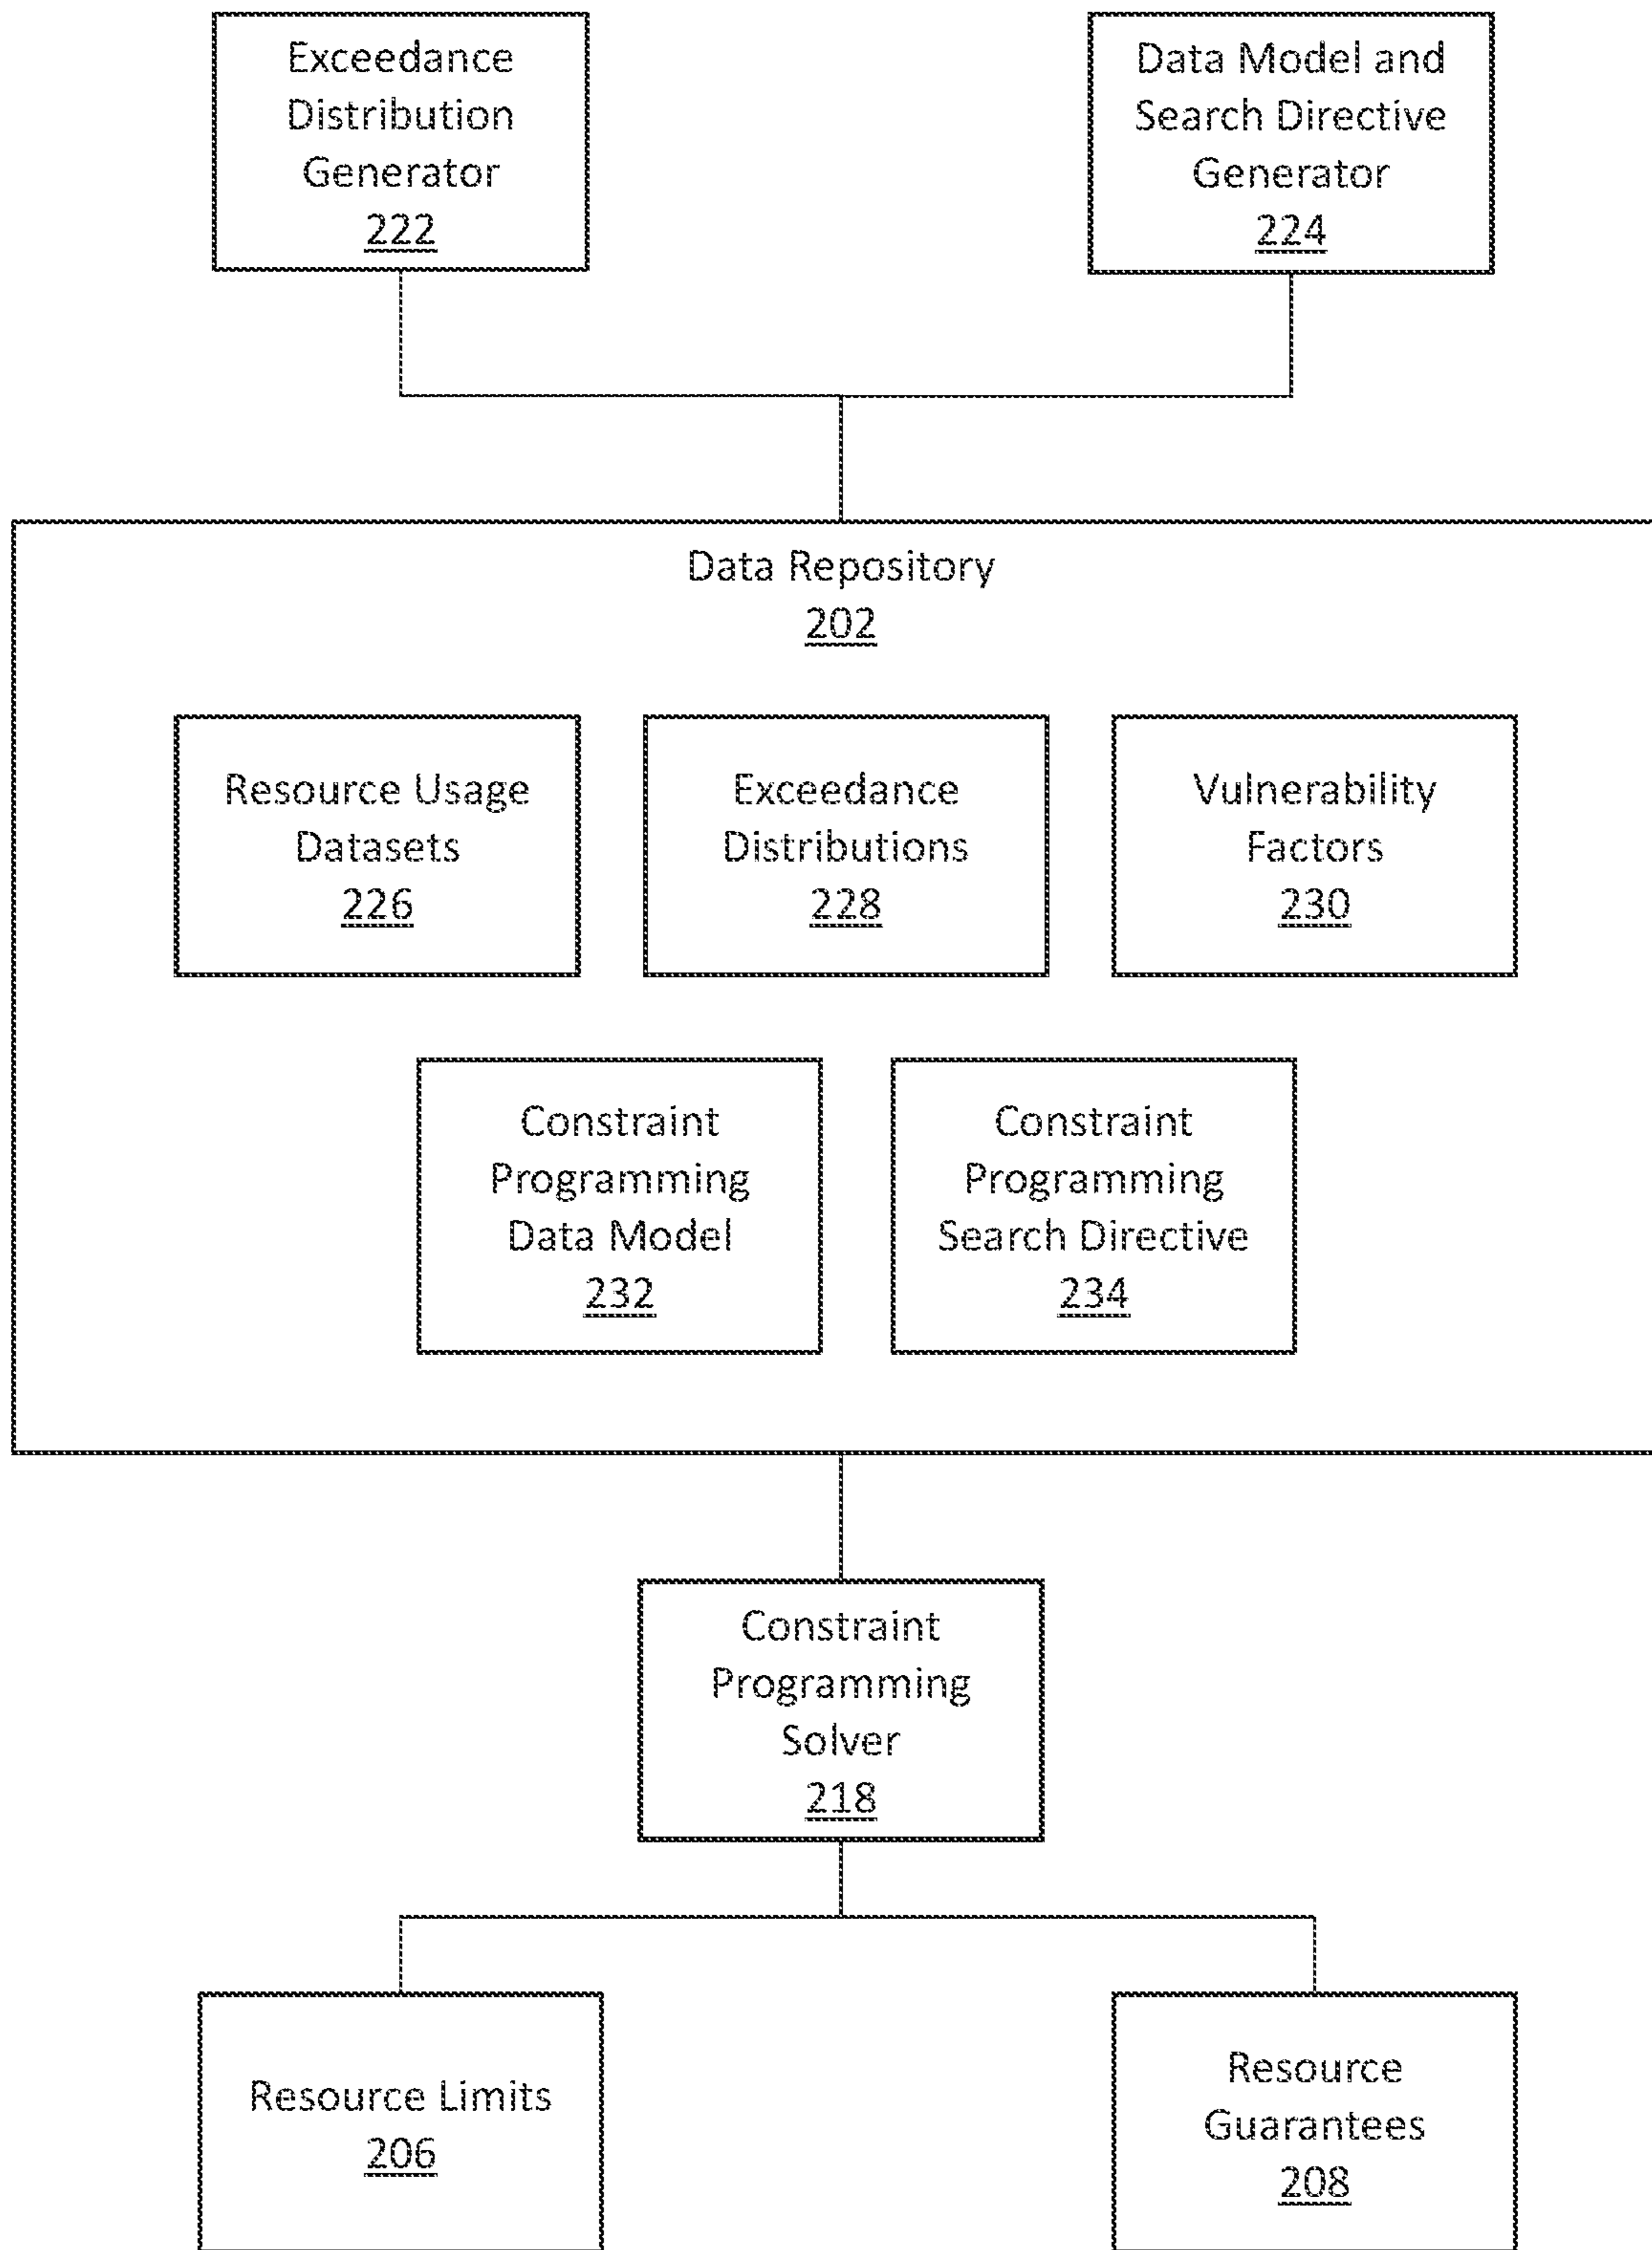 Exceedance
Distribution
Generator
222
Data Model and
Search Directive
Generator
224
Data Repository
202
Resource Usage
Datasets
226
Exceedance
Distributions
228
Vulnerability
Factors
230
Constraint
Programming
Data Model
232
Constraint
Programming
Search Directive
234
Constraint
Programming
Solver
218
Resource Limits
206
Resource
Guarantees
208